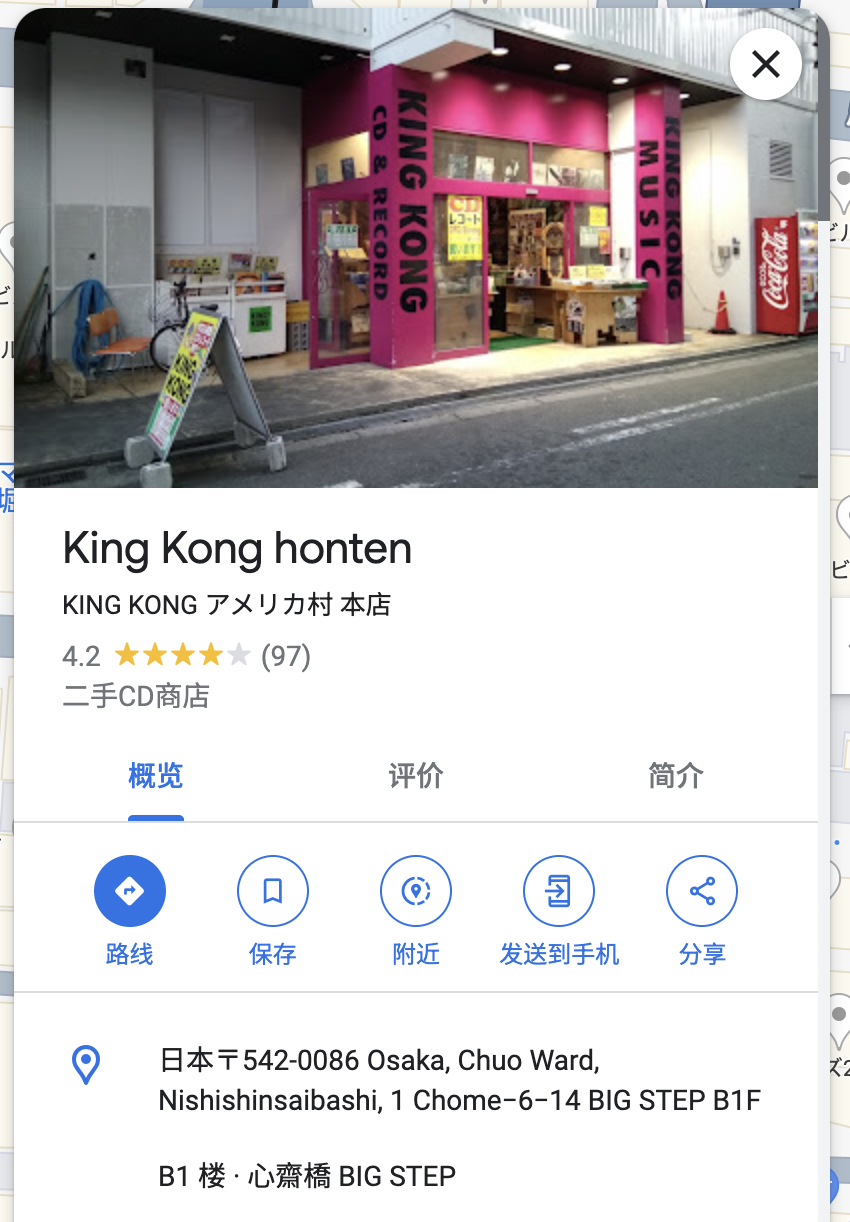 CD & RECORD
KING KONG
KING KONG
MUSIC
CD
レコード
KING
KONG
Coca-Cola
King Kong honten
KING KONG アメリカ村 本店
4.2 (97)
二手CD商店
概览 评价 简介
路线 保存 附近 发送到手机 分享
日本〒542-0086 Osaka, Chuo Ward,
Nishishinsaibashi, 1 Chome−6−14 BIG STEP B1F
B1 楼 · 心齋橋 BIG STEP